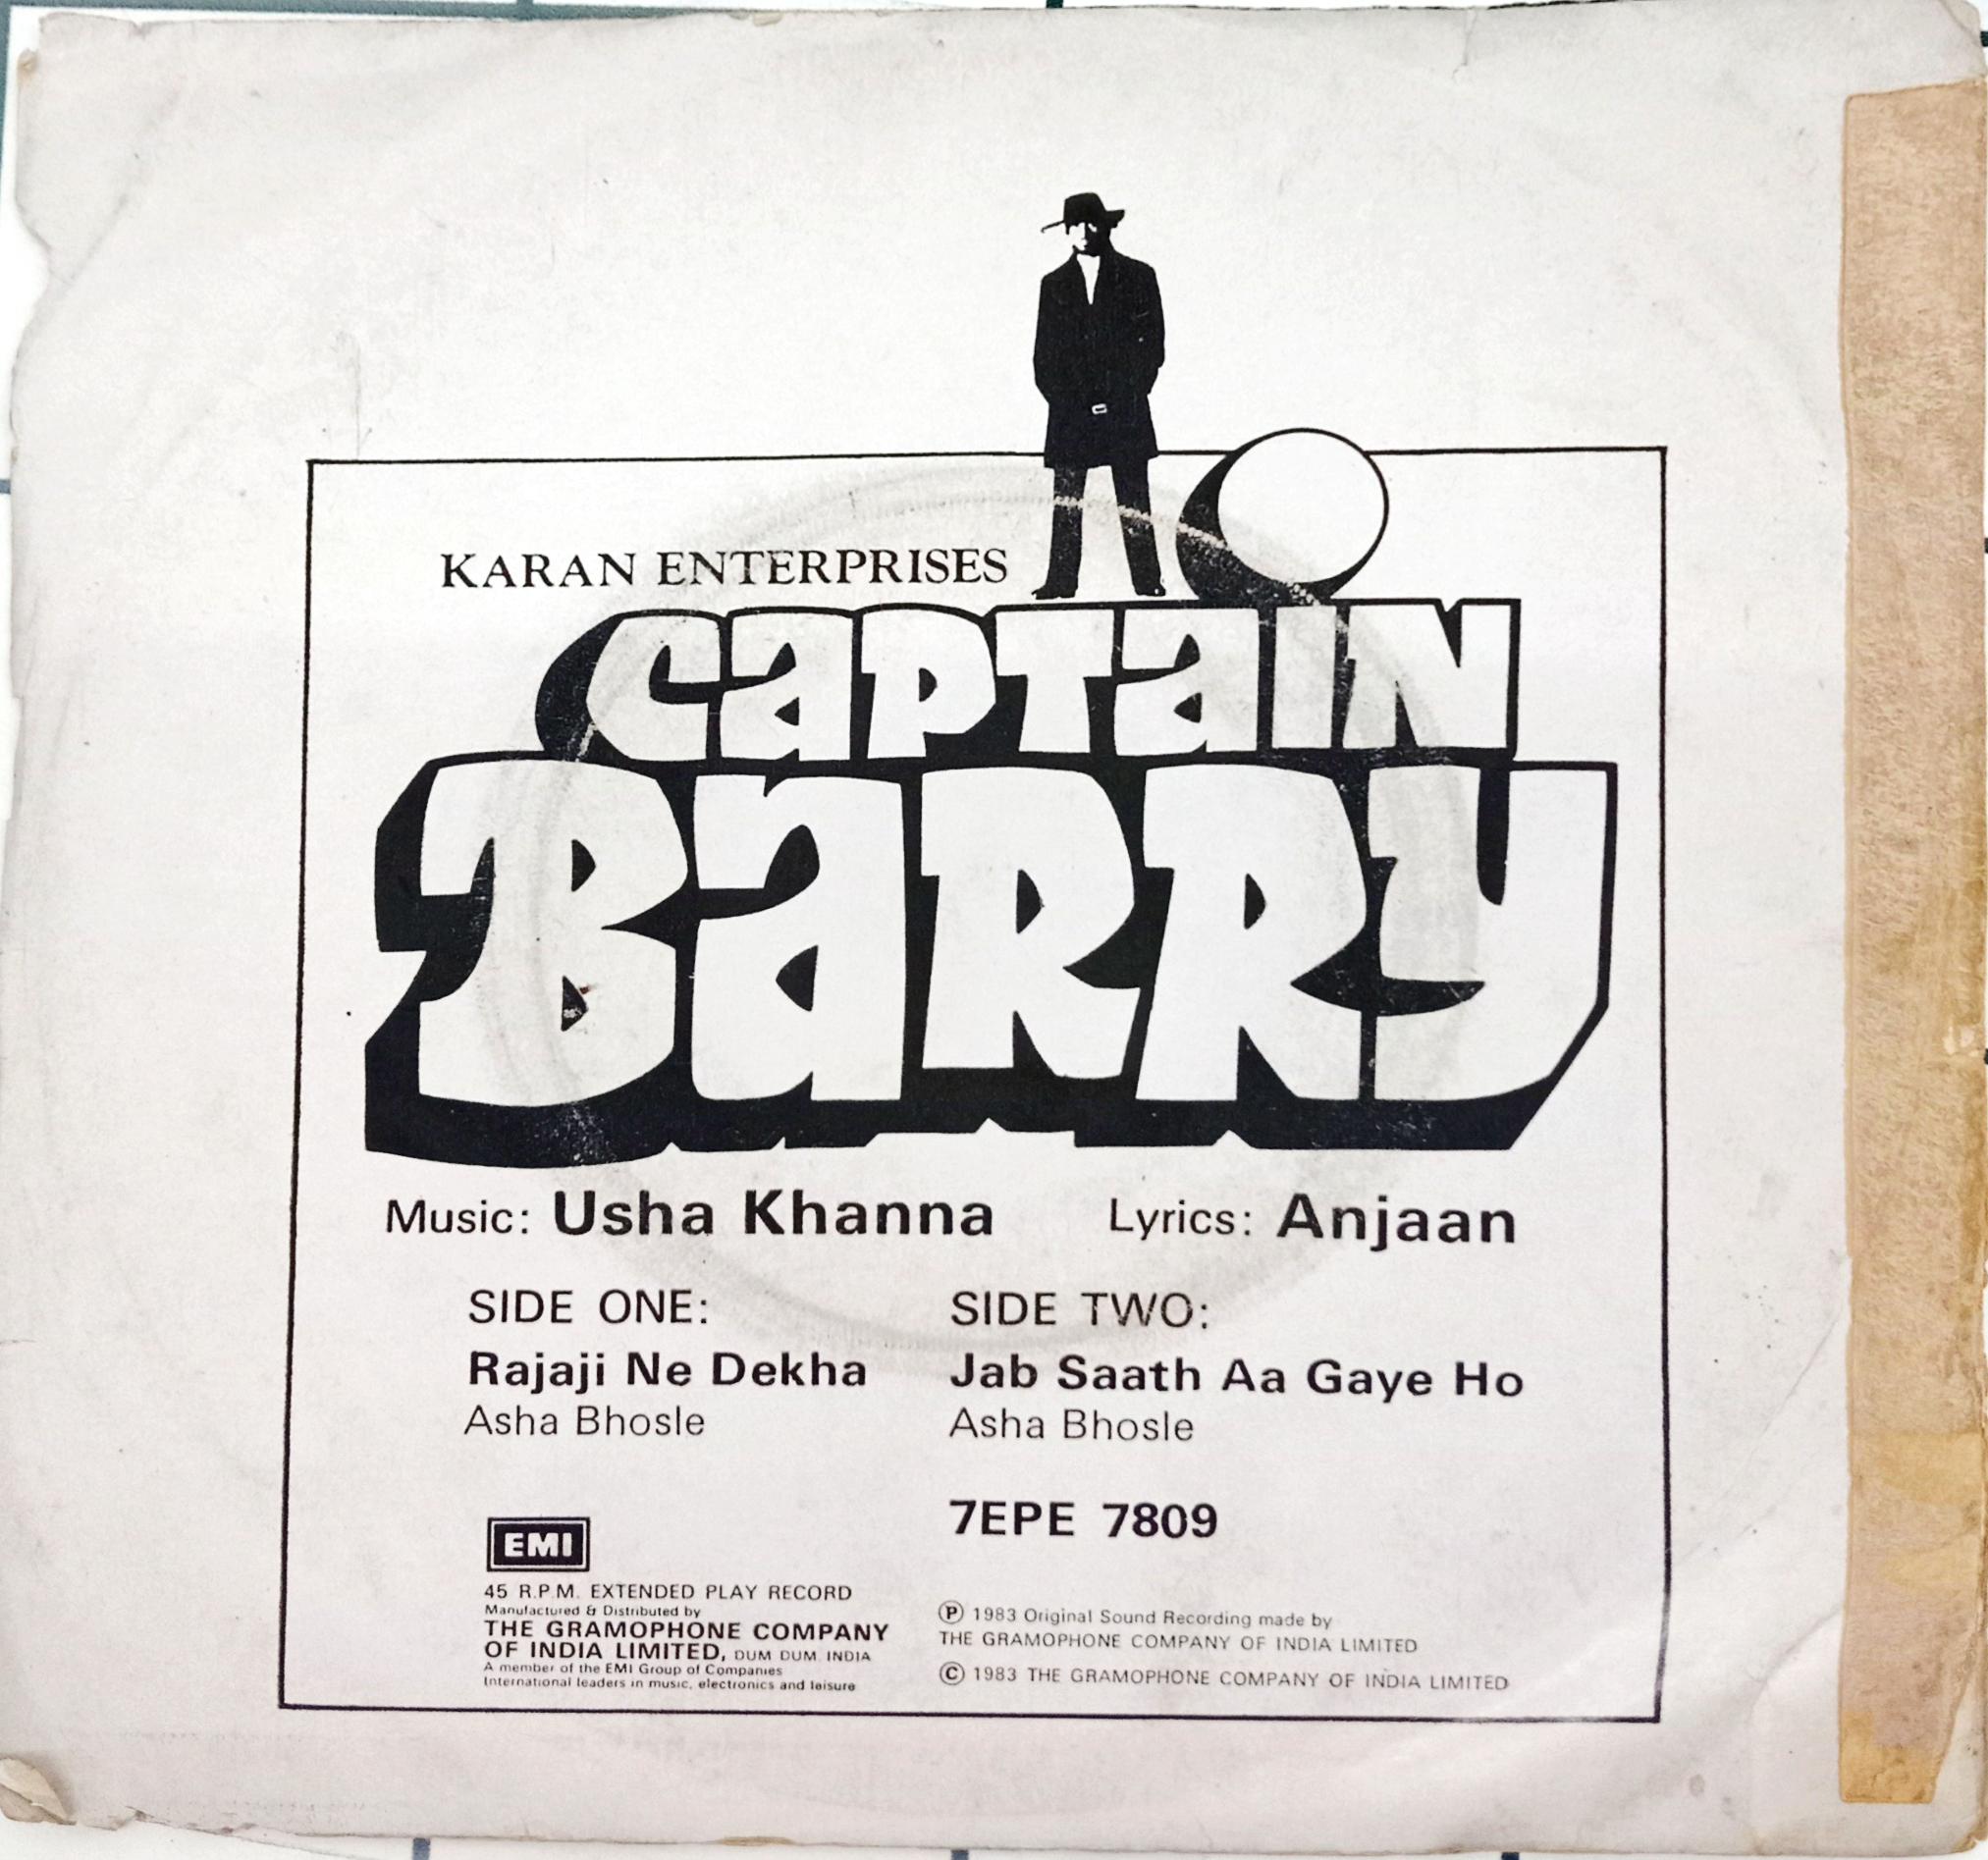 KARAN ENTERPRISES
CaPTaIN
BaRRY
Music: Usha Khanna Lyrics: Anjaan
SIDE ONE:
Rajaji Ne Dekha
Asha Bhosle
SIDE TWO:
Jab Saath Aa Gaye Ho
Asha Bhosle
7EPE 7809
EMI
45 R.P.M. EXTENDED PLAY RECORD
Manufactured & Distributed by
THE GRAMOPHONE COMPANY
OF INDIA LIMITED, DUM DUM. INDIA
A member of the EMI Group of Companies
International leaders in music, electronics and leisure
Ⓟ 1983 Original Sound Recording made by
THE GRAMOPHONE COMPANY OF INDIA LIMITED
© 1983 THE GRAMOPHONE COMPANY OF INDIA LIMITED